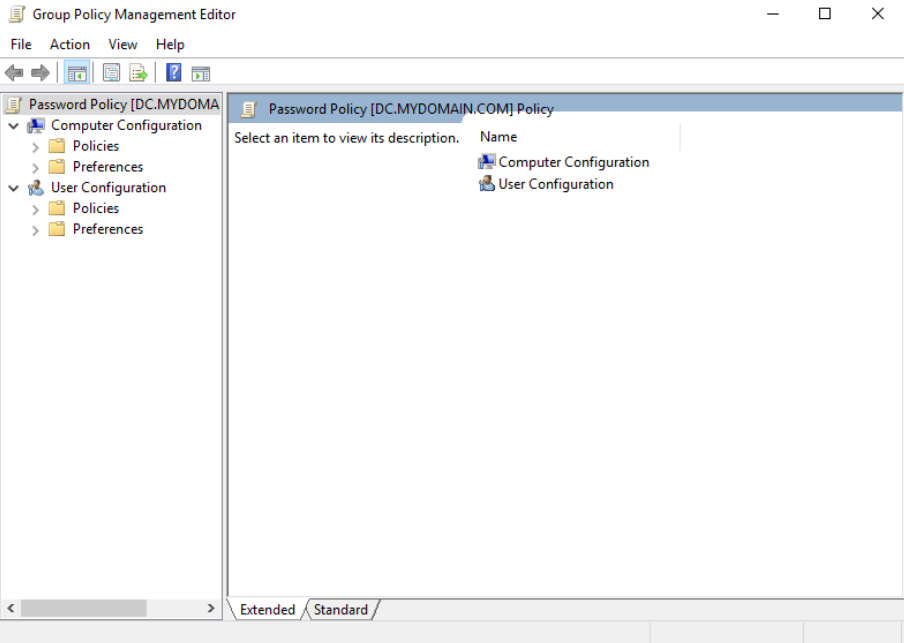 Group Policy Management Editor
File Action View Help
Password Policy [DC.MYDOMA
Computer Configuration
Policies
Preferences
User Configuration
Policies
Preferences
Password Policy [DC.MYDOMAIN.COM] Policy
Select an item to view its description.
Name
Computer Configuration
User Configuration
Extended Standard